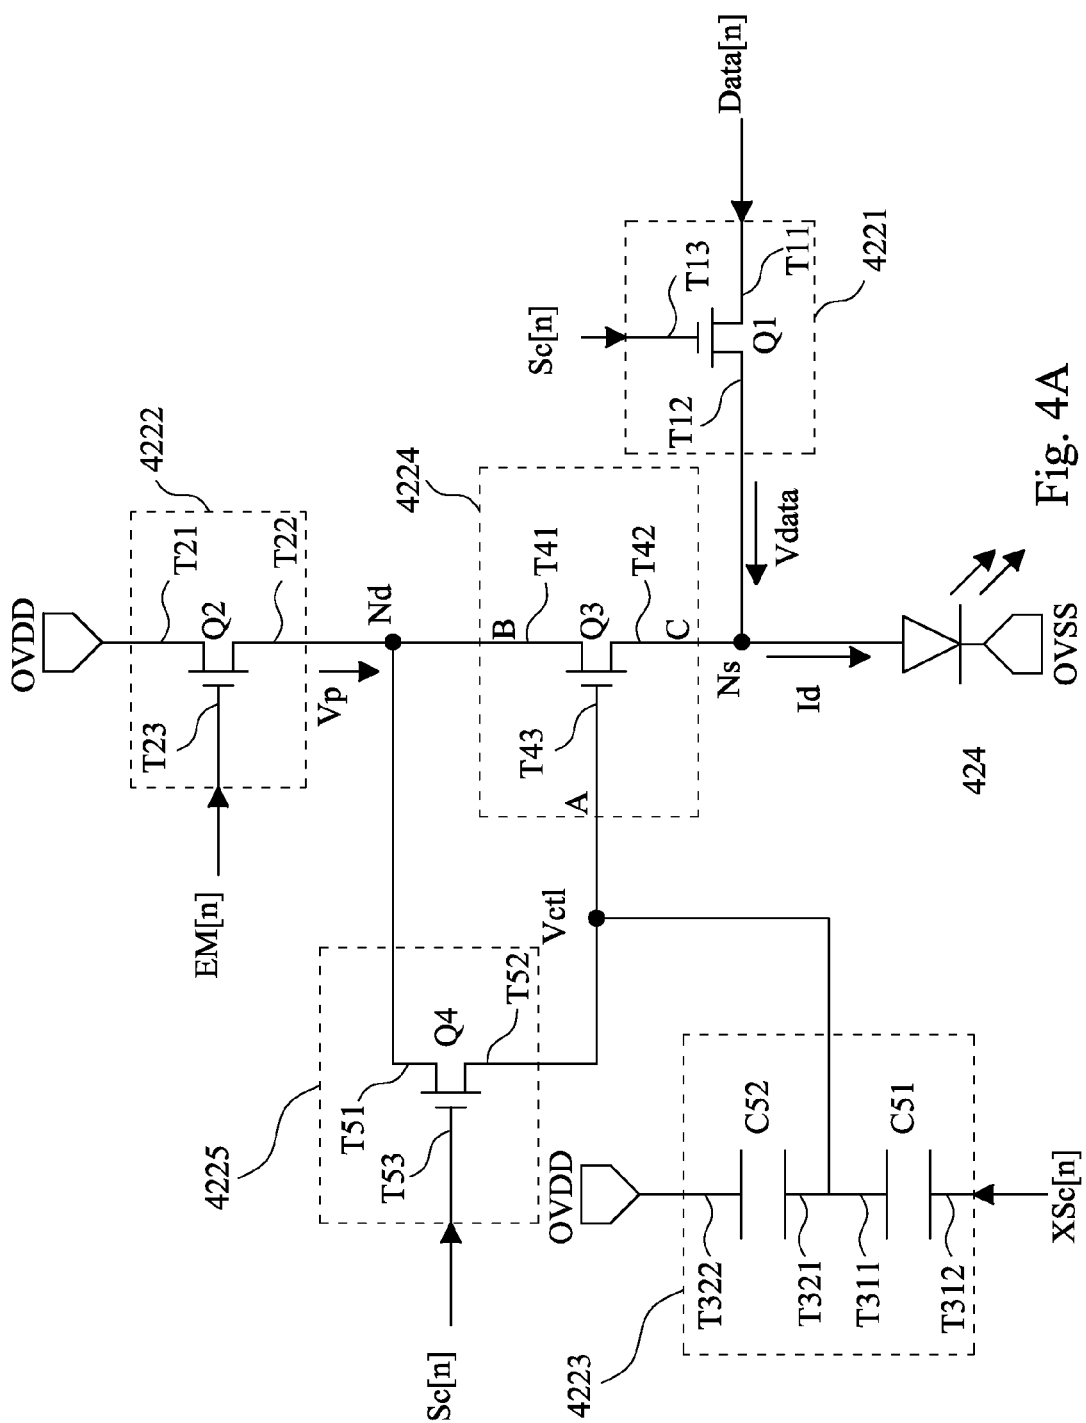 OVDD
4222
T21
Q2
T22
T23
EM[n]
Vp
Nd
4224
B
T41
Q3
T42
C
T43
A
Ns
Id
Vdata
Sc[n]
T13
Q1
T12
T11
4221
Data[n]
424
OVSS
4225
T51
Q4
T52
T53
Sc[n]
Vctl
OVDD
4223
T322
C52
T321
T311
C51
T312
XSc[n]
Fig. 4A